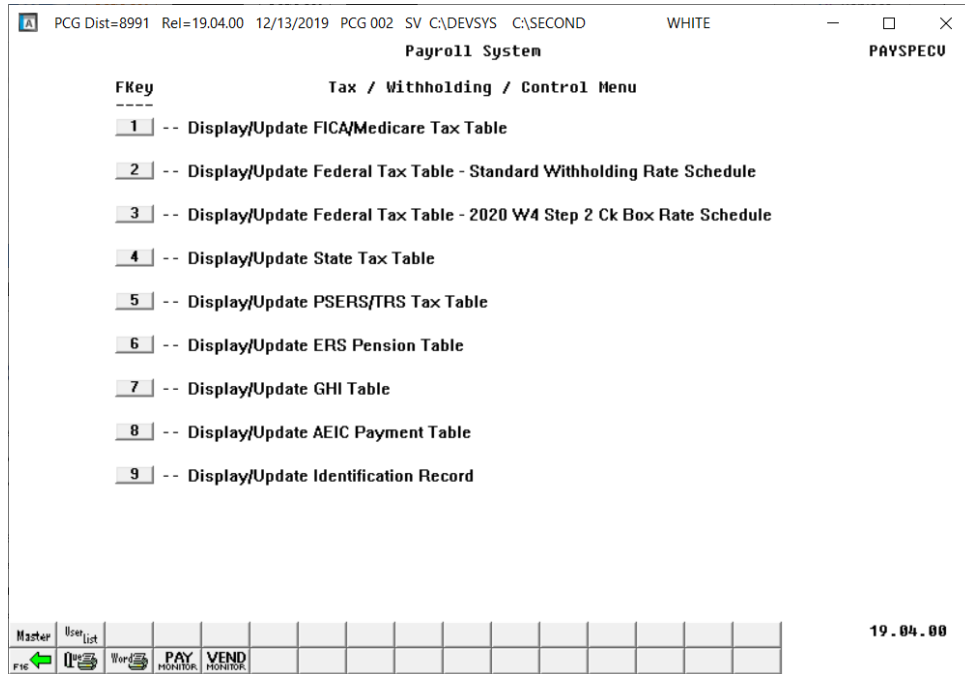 A PCG Dist=8991 Rel=19.04.00 12/13/2019 PCG 002 SV C:\DEVSYS C:\SECOND WHITE
Payroll System PAYSPECV
FKey Tax / Withholding / Control Menu
----
1 -- Display/Update FICA/Medicare Tax Table
2 -- Display/Update Federal Tax Table - Standard Withholding Rate Schedule
3 -- Display/Update Federal Tax Table - 2020 W4 Step 2 Ck Box Rate Schedule
4 -- Display/Update State Tax Table
5 -- Display/Update PSERS/TRS Tax Table
6 -- Display/Update ERS Pension Table
7 -- Display/Update GHI Table
8 -- Display/Update AEIC Payment Table
9 -- Display/Update Identification Record
Master User List 19.04.00
F16 Que Word PAY MONITOR VEND MONITOR